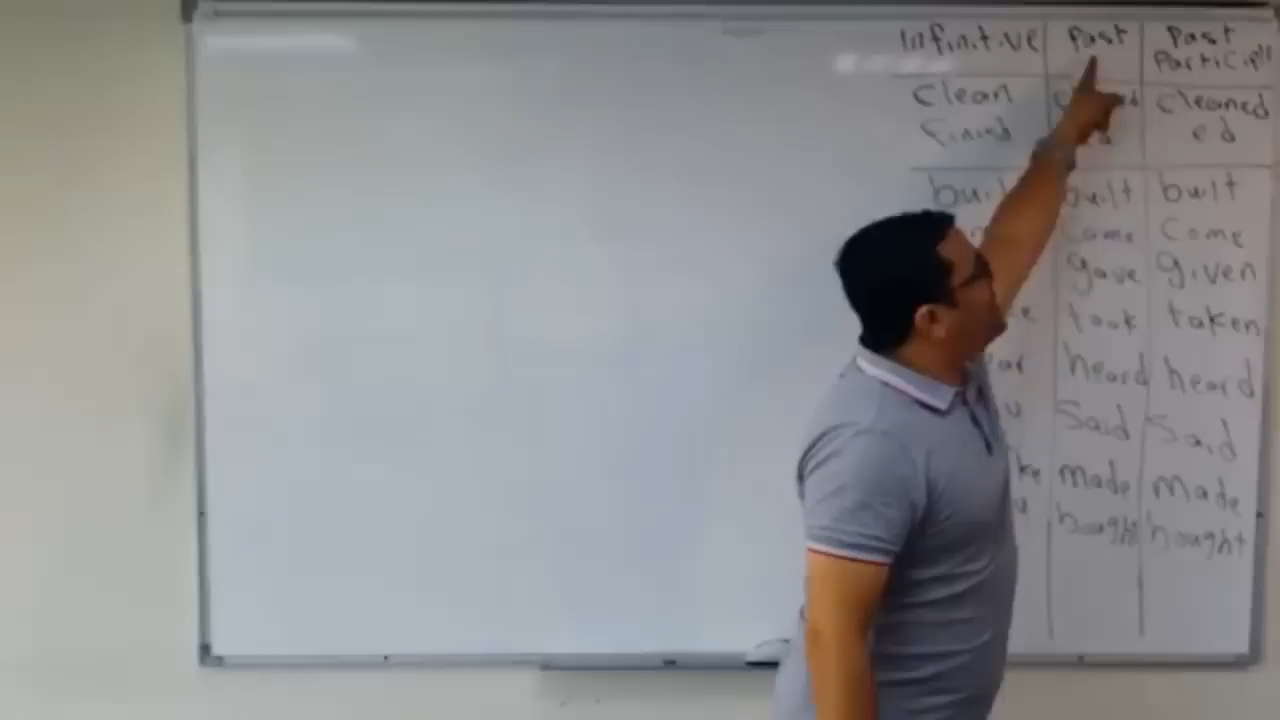 Infinitive Past Past
Participle
Clean Cleaned
Finish ed
built built
Came Come
gave given
took taken
heard heard
Said Said
made made
bought bought